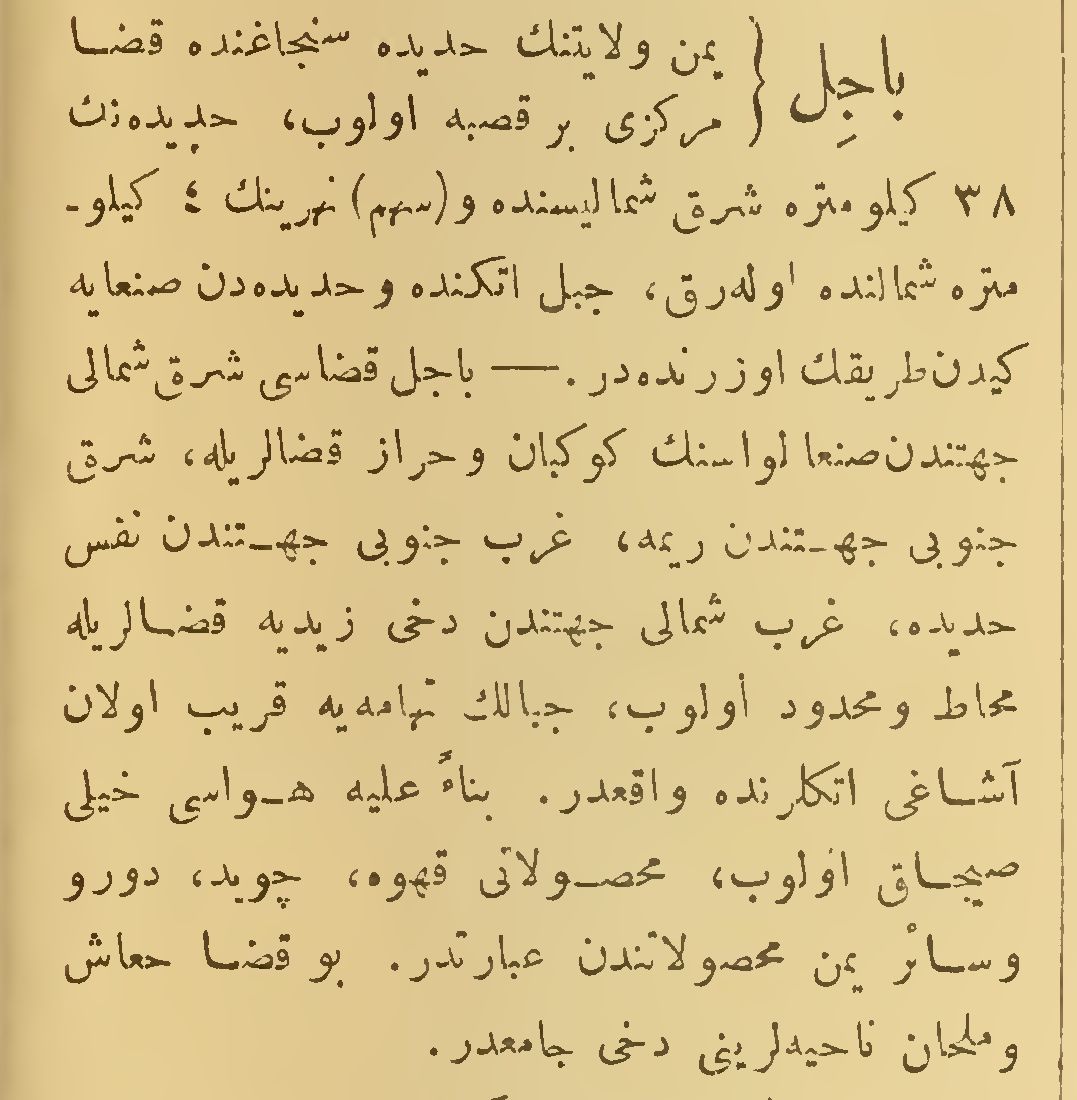 باجِل { يمن ولايتنك حديده سنجاغنده قضا
مركزى بر قصبه اولوب، حديده‌نك
٣٨ كيلو متره شرق شماليسنده و(سهم) نهرينك ٤ كيلو-
متره شمالنده اوله‌رق، جبل اتكنده وحديده‌دن صنعايه
كيدن طريقك اوزرنده‌در. — باجل قضاسى شرق شمالى
جهتندن صنعا لواسنك كوكبان وحراز قضالريله، شرق
جنوبى جهتندن ريمه، غرب جنوبى جهتندن نفس
حديده، غرب شمالى جهتندن دخى زيديه قضالريله
محاط ومحدود اولوب، جبالك تهامه‌يه قريب اولان
آشاغى اتكلرنده واقعدر. بناءً عليه هواسى خيلى
صيجاق اولوب، محصولاتى قهوه، چويد، دورو
وسائر يمن محصولاتندن عبارتدر. بو قضا حعاش
وملحان ناحيه‌لرينى دخى جامعدر.